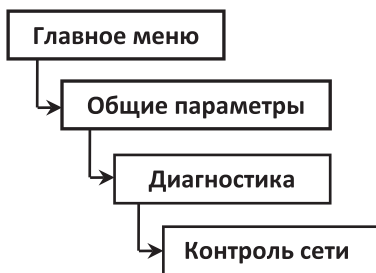 Главное меню
Общие параметры
Диагностика
Контроль сети